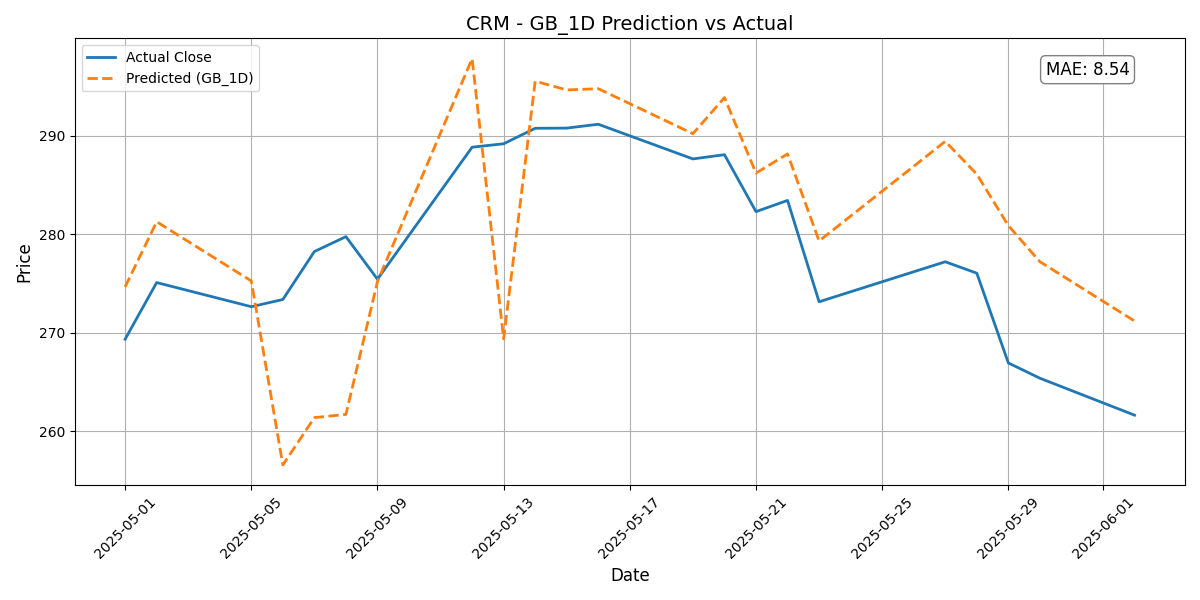 CRM - GB_1D Prediction vs Actual
Actual Close
Predicted (GB_1D)
MAE: 8.54
Price
290
280
270
260
2025-05-01
2025-05-05
2025-05-09
2025-05-13
2025-05-17
2025-05-21
2025-05-25
2025-05-29
2025-06-01
Date